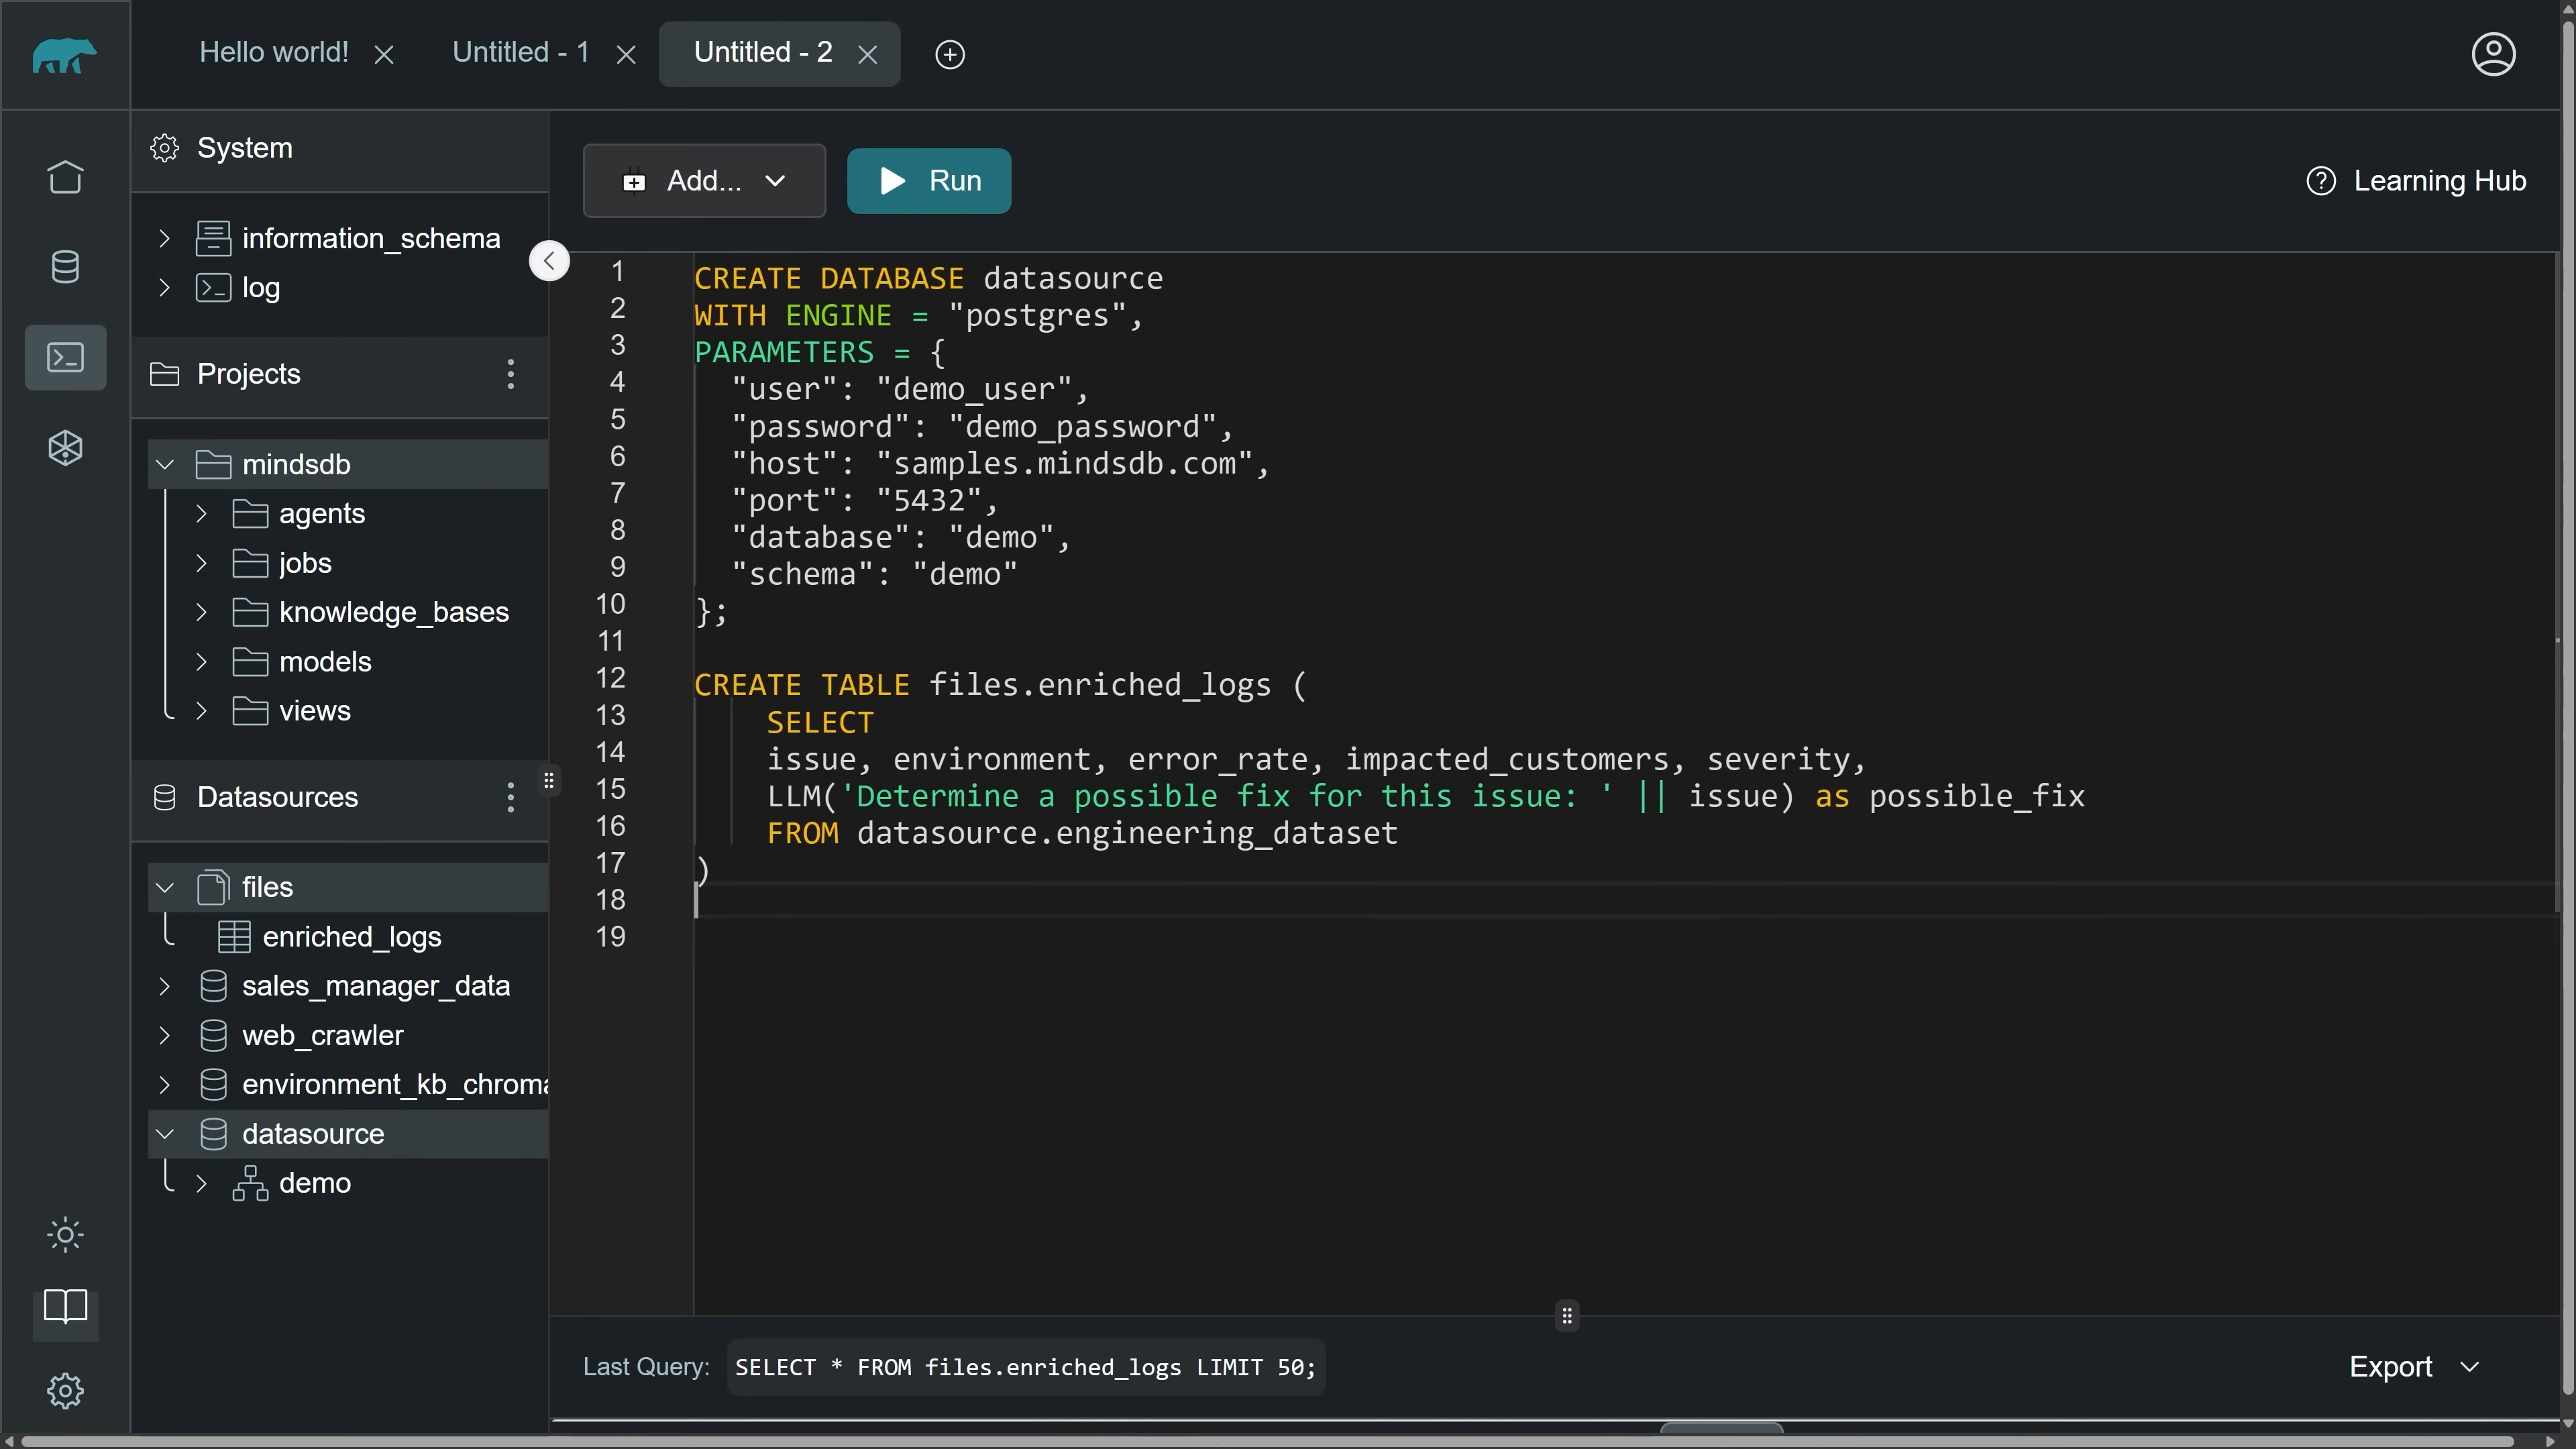 Hello world!
Untitled - 1
Untitled - 2
System
information_schema
log
Projects
mindsdb
agents
jobs
knowledge_bases
models
views
Datasources
files
enriched_logs
sales_manager_data
web_crawler
environment_kb_chroma
datasource
demo
Add...
Run
Learning Hub
1 CREATE DATABASE datasource
2 WITH ENGINE = "postgres",
3 PARAMETERS = {
4 "user": "demo_user",
5 "password": "demo_password",
6 "host": "samples.mindsdb.com",
7 "port": "5432",
8 "database": "demo",
9 "schema": "demo"
10 };
11
12 CREATE TABLE files.enriched_logs (
13 SELECT
14 issue, environment, error_rate, impacted_customers, severity,
15 LLM('Determine a possible fix for this issue: ' || issue) as possible_fix
16 FROM datasource.engineering_dataset
17 )
18
19
Last Query: SELECT * FROM files.enriched_logs LIMIT 50;
Export